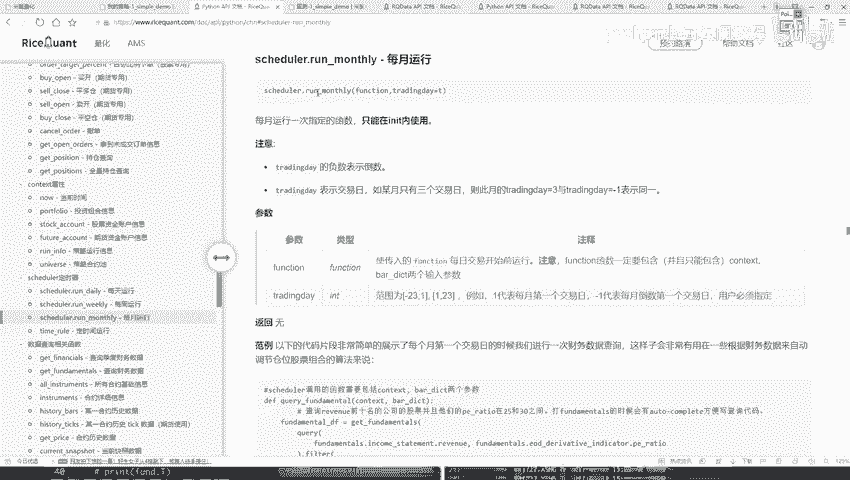 Python API 文档 - RiceQu
RQData API 文档 - RiceQ
https://www.ricequant.com/doc/api/python/chn#scheduler-run_monthly
RiceQuant
量化
AMS
帮助文档
社区
buy_open - 买开（期货专用）
sell_close - 平多仓（期货专用）
sell_open - 卖开（期货专用）
buy_close - 平空仓（期货专用）
cancel_order - 撤单
get_open_orders - 拿到未成交订单信息
get_position - 持仓查询
get_positions - 全量持仓查询
context属性
now - 当前时间
portfolio - 投资组合信息
stock_account - 股票资金账户信息
future_account - 期货资金账户信息
run_info - 策略运行信息
universe - 策略合约池
scheduler定时器
scheduler.run_daily - 每天运行
scheduler.run_weekly - 每周运行
scheduler.run_monthly - 每月运行
time_rule - 定时间运行
数据查询相关函数
get_financials - 查询季度财务数据
get_fundamentals - 查询财务数据
all_instruments - 所有合约基础信息
instruments - 合约详细信息
history_bars - 某一合约历史数据
history_ticks - 某一合约历史 tick 数据（期货使用）
get_price - 合约历史数据
current_snapshot - 当前快照数据
scheduler.run_monthly - 每月运行
scheduler.run_monthly(function,tradingday=t)
每月运行一次指定的函数，只能在init内使用。
注意:
tradingday 的负数表示倒数。
tradingday 表示交易日，如某月只有三个交易日，则此月的tradingday=3与tradingday=-1表示同一。
参数
参数 类型 注释
function function 使传入的 function 每日交易开始前运行。注意，function函数一定要包含（并且只能包含）context, bar_dict两个输入参数
tradingday int 范围为[-23,1], [1,23]，例如，1代表每月第一个交易日，-1代表每月倒数第一个交易日，用户必须指定
返回 无
范例 以下的代码片段非常简单的展示了每个月第一个交易日的时候我们进行一次财务数据查询，这样子会非常有用在一些根据财务数据来自动
调节仓位股票组合的算法来说：
#scheduler调用的函数需要包括context, bar_dict两个参数
def query_fundamental(context, bar_dict):
# 查询revenue前十名的公司的股票并且他们的pe_ratio在25和30之间。打fundamentals的时候会有auto-complete方便写查询代码。
fundamental_df = get_fundamentals(
query(
fundamentals.income_statement.revenue, fundamentals.eod_derivative_indicator.pe_ratio
).filter(